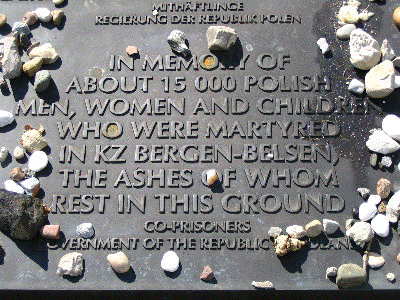 MITHÄFTLINGE
REGIERUNG DER REPUBLIK POLEN
IN MEMORY OF
ABOUT 15 000 POLISH
MEN, WOMEN AND CHILDREN
WHO WERE MARTYRED
IN KZ BERGEN-BELSEN,
THE ASHES OF WHOM
REST IN THIS GROUND
CO-PRISONERS
GOVERNMENT OF THE REPUBLIC POLAND